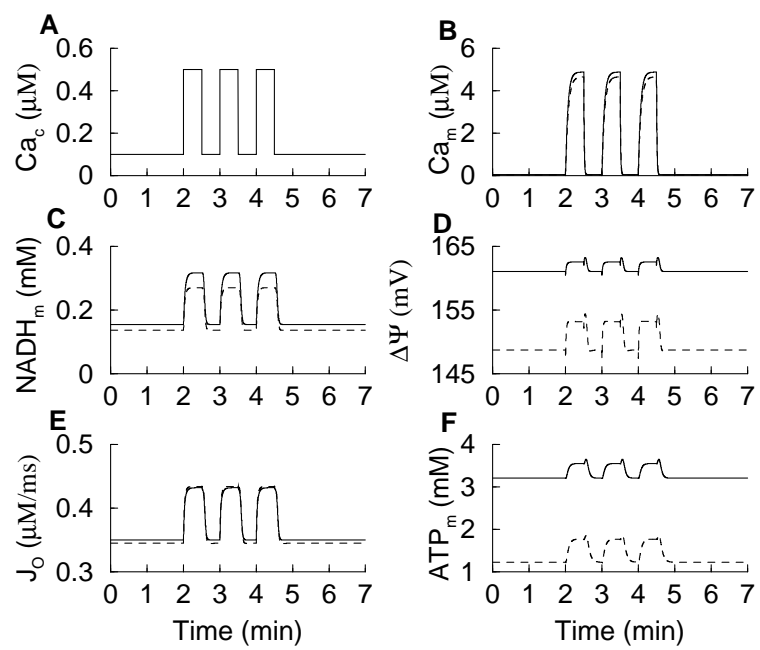 A
0.6
0.4
0.2
0
Ca_c (μM)
0 1 2 3 4 5 6 7
B
6
4
2
0
Ca_m (μM)
0 1 2 3 4 5 6 7
C
0.4
0.2
0
NADH_m (mM)
0 1 2 3 4 5 6 7
D
165
155
145
ΔΨ (mV)
0 1 2 3 4 5 6 7
E
0.5
0.4
0.3
J_O (μM/ms)
0 1 2 3 4 5 6 7
Time (min)
F
4
3
2
1
ATP_m (mM)
0 1 2 3 4 5 6 7
Time (min)